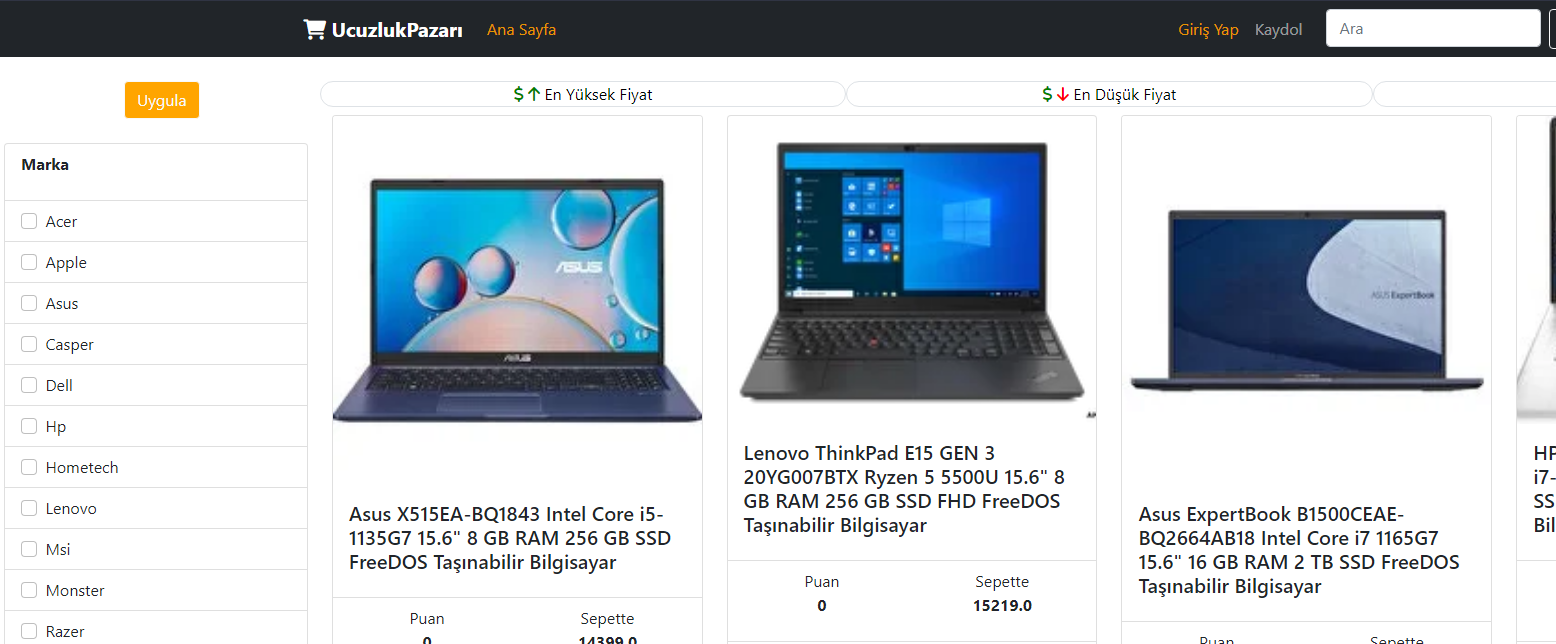 UcuzlukPazarı Ana Sayfa Giriş Yap Kaydol Ara
Uygula
$ En Yüksek Fiyat
$ En Düşük Fiyat
Marka
Acer
Apple
Asus
Casper
Dell
Hp
Hometech
Lenovo
Msi
Monster
Razer
ASUS
ASUS
Asus X515EA-BQ1843 Intel Core i5-
1135G7 15.6" 8 GB RAM 256 GB SSD
FreeDOS Taşınabilir Bilgisayar
Puan Sepette
0 14399.0
Lenovo ThinkPad E15 GEN 3
20YG007BTX Ryzen 5 5500U 15.6" 8
GB RAM 256 GB SSD FHD FreeDOS
Taşınabilir Bilgisayar
Puan Sepette
0 15219.0
ASUS ExpertBook
Asus ExpertBook B1500CEAE-
BQ2664AB18 Intel Core i7 1165G7
15.6" 16 GB RAM 2 TB SSD FreeDOS
Taşınabilir Bilgisayar
Puan Sepette
HP
i7-
SS
Bil